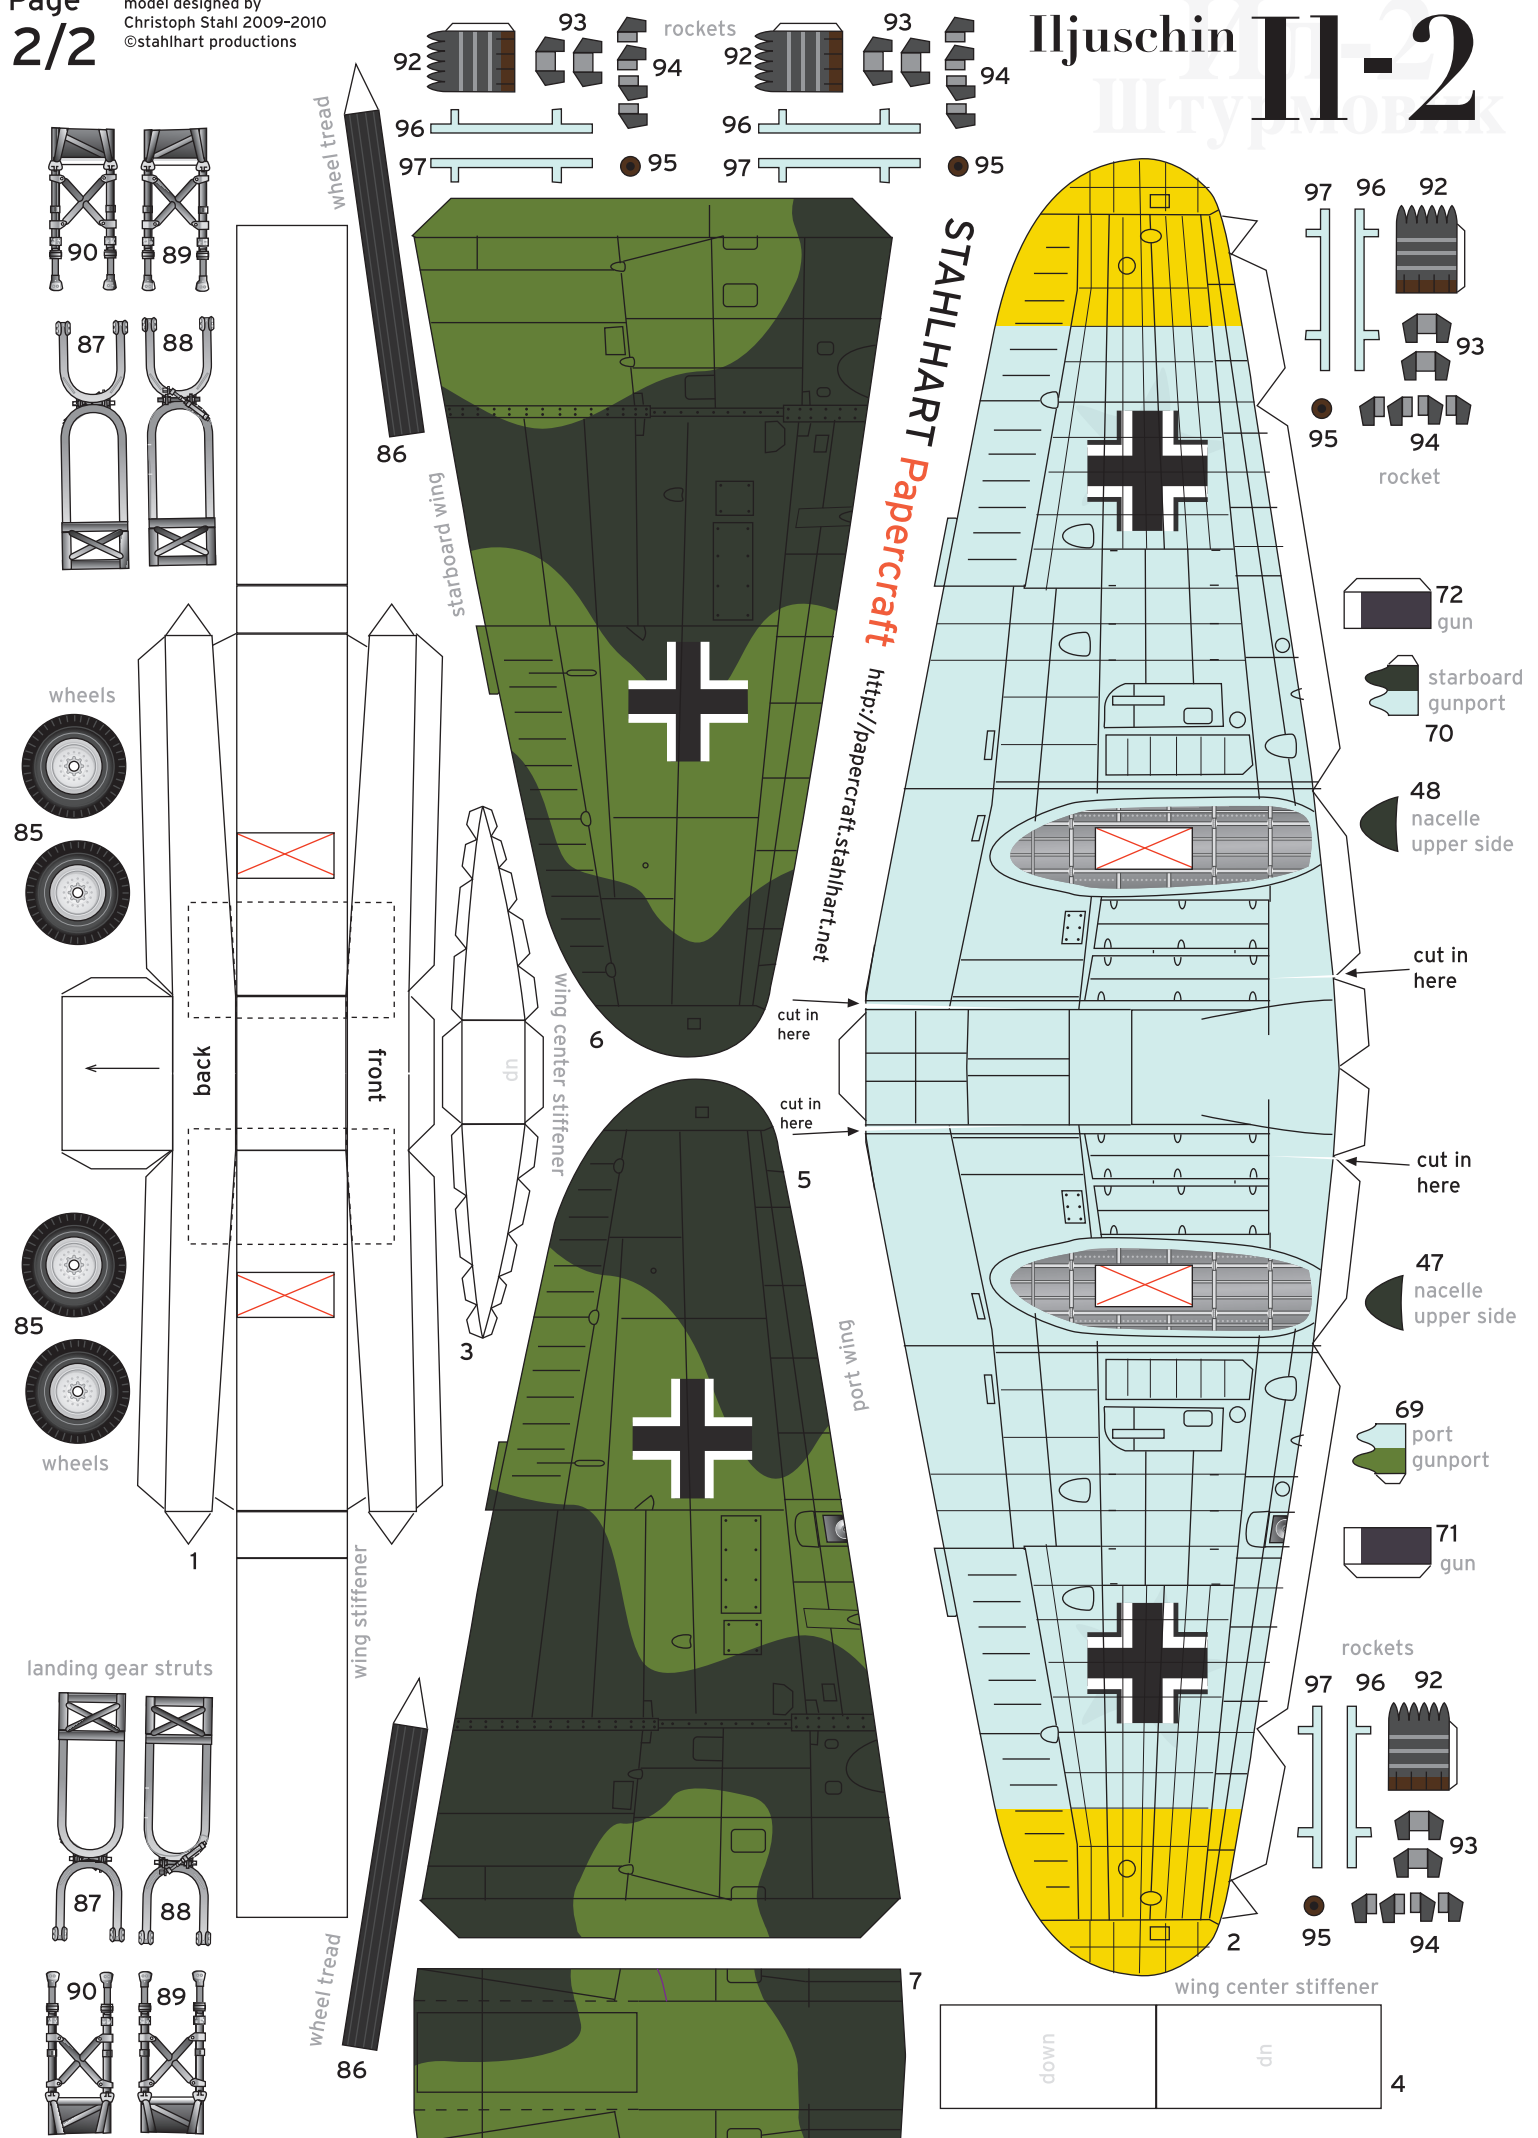 Page
2/2
model designed by
Christoph Stahl 2009–2010
©stahlhart productions
92
93
rockets
94
96
97
95
92
93
94
96
97
95
Iljuschin Il-2
Ил-2
Штурмовик
wheel tread
86
90
89
87
88
starboard wing
STAHLHART Papercraft http://papercraft.stahlhart.net
97
96
92
93
95
94
rocket
72
gun
starboard
gunport
70
48
nacelle
upper side
wheels
85
cut in
here
cut in
here
6
wing center stiffener
up
back
front
cut in
here
5
cut in
here
47
nacelle
upper side
85
wheels
3
port wing
69
port
gunport
71
gun
1
wing stiffener
landing gear struts
rockets
97
96
92
93
95
94
87
88
90
89
wheel tread
86
2
7
wing center stiffener
down
up
4